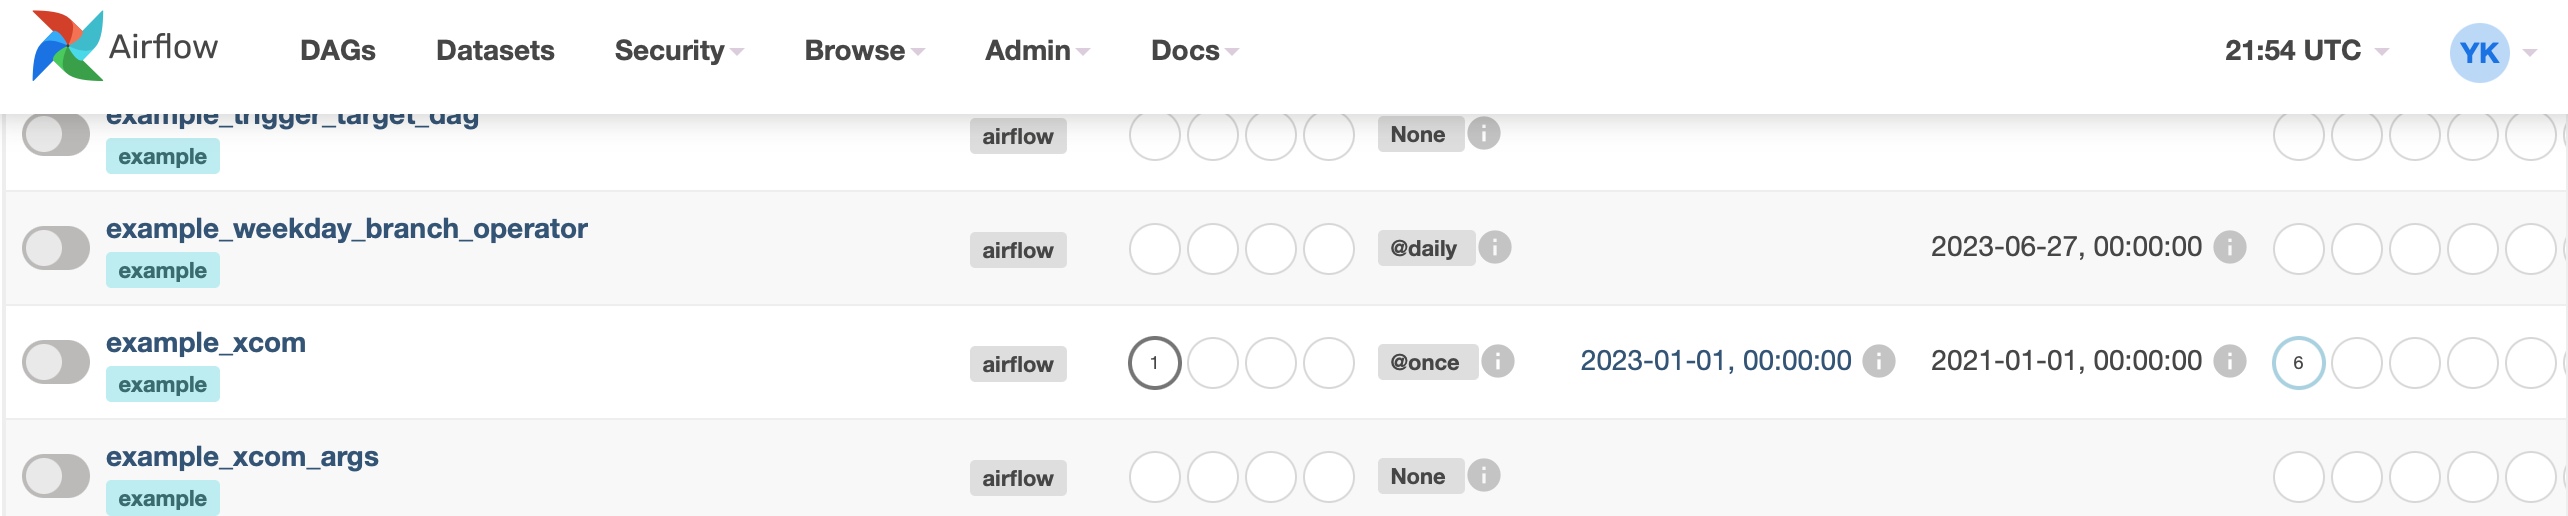 Airflow DAGs Datasets Security Browse Admin Docs 21:54 UTC YK
example_trigger_target_dag
example airflow None i
example_weekday_branch_operator
example airflow @daily i 2023-06-27, 00:00:00 i
example_xcom
example airflow 1 @once i 2023-01-01, 00:00:00 i 2021-01-01, 00:00:00 i 6
example_xcom_args
example airflow None i